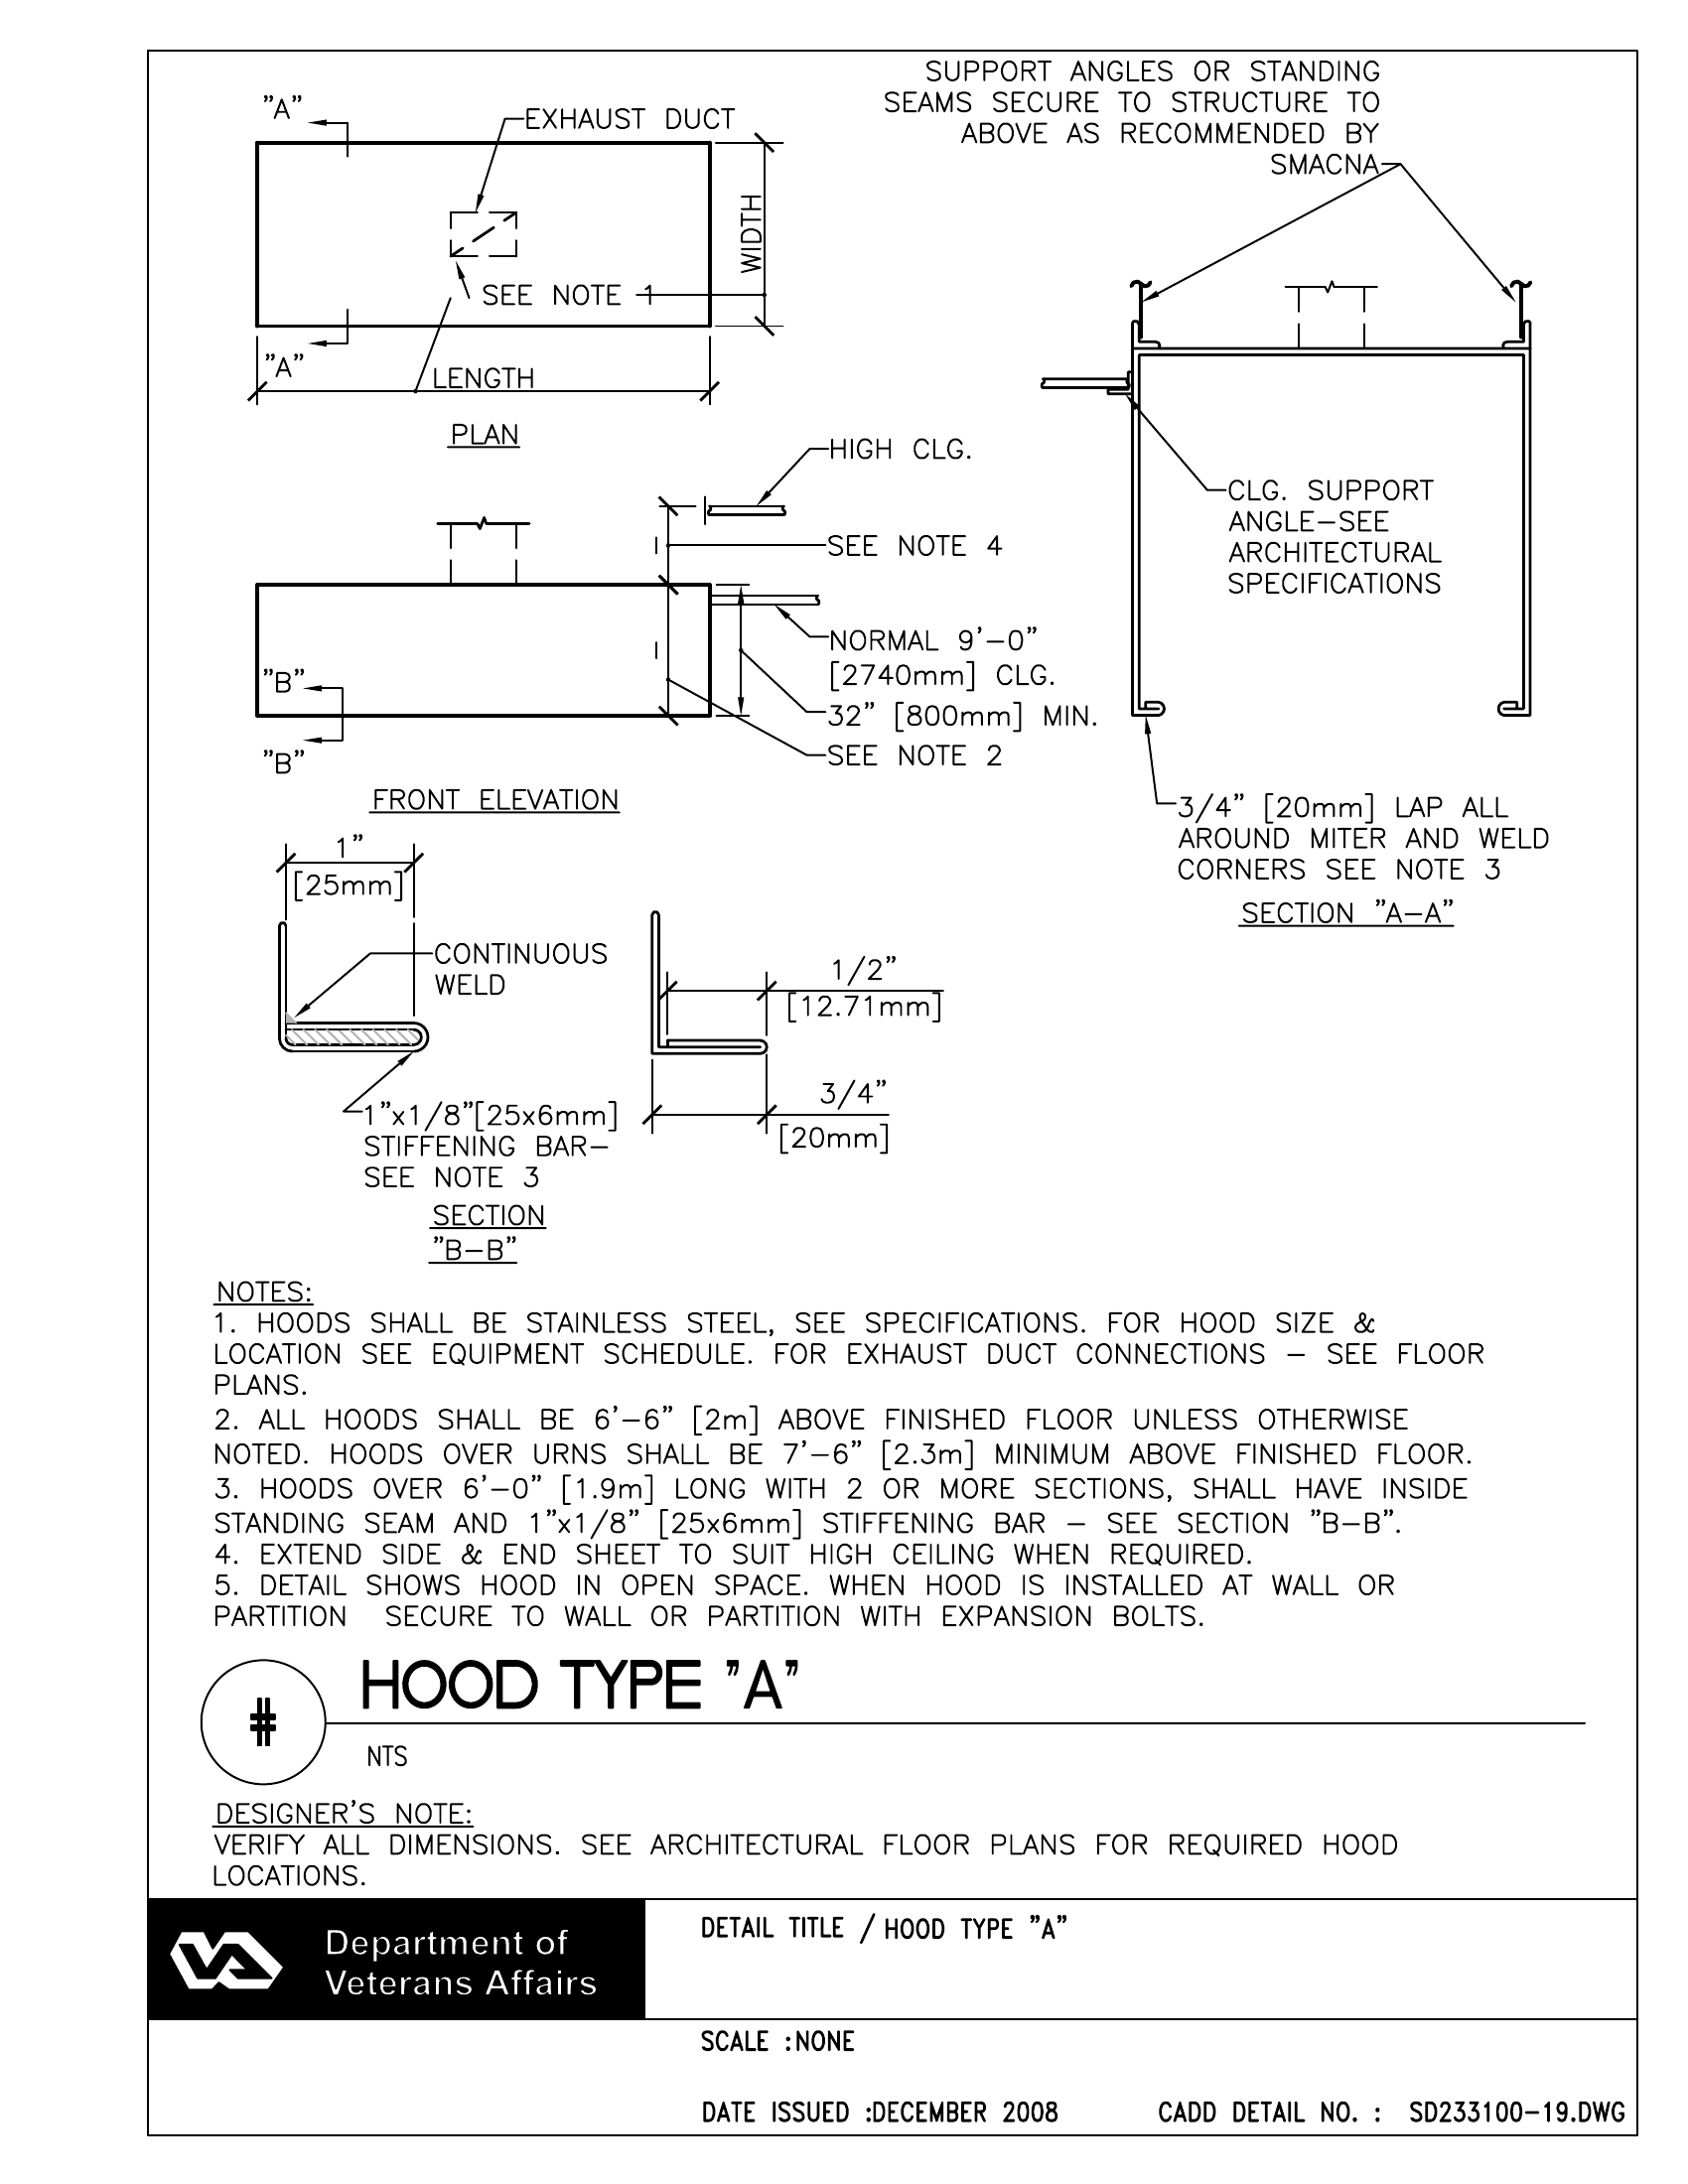 SUPPORT ANGLES OR STANDING
SEAMS SECURE TO STRUCTURE TO
ABOVE AS RECOMMENDED BY
SMACNA
"A"
EXHAUST DUCT
WIDTH
SEE NOTE 1
"A"
LENGTH
PLAN
HIGH CLG.
CLG. SUPPORT
ANGLE-SEE
ARCHITECTURAL
SPECIFICATIONS
SEE NOTE 4
NORMAL 9'-0"
[2740mm] CLG.
"B"
32" [800mm] MIN.
SEE NOTE 2
"B"
FRONT ELEVATION
3/4" [20mm] LAP ALL
AROUND MITER AND WELD
CORNERS SEE NOTE 3
SECTION "A-A"
1"
[25mm]
CONTINUOUS
WELD
1/2"
[12.71mm]
3/4"
[20mm]
1"x1/8"[25x6mm]
STIFFENING BAR-
SEE NOTE 3
SECTION
"B-B"
NOTES:
1. HOODS SHALL BE STAINLESS STEEL, SEE SPECIFICATIONS. FOR HOOD SIZE &
LOCATION SEE EQUIPMENT SCHEDULE. FOR EXHAUST DUCT CONNECTIONS - SEE FLOOR
PLANS.
2. ALL HOODS SHALL BE 6'-6" [2m] ABOVE FINISHED FLOOR UNLESS OTHERWISE
NOTED. HOODS OVER URNS SHALL BE 7'-6" [2.3m] MINIMUM ABOVE FINISHED FLOOR.
3. HOODS OVER 6'-0" [1.9m] LONG WITH 2 OR MORE SECTIONS, SHALL HAVE INSIDE
STANDING SEAM AND 1"x1/8" [25x6mm] STIFFENING BAR - SEE SECTION "B-B".
4. EXTEND SIDE & END SHEET TO SUIT HIGH CEILING WHEN REQUIRED.
5. DETAIL SHOWS HOOD IN OPEN SPACE. WHEN HOOD IS INSTALLED AT WALL OR
PARTITION SECURE TO WALL OR PARTITION WITH EXPANSION BOLTS.
#
HOOD TYPE "A"
NTS
DESIGNER'S NOTE:
VERIFY ALL DIMENSIONS. SEE ARCHITECTURAL FLOOR PLANS FOR REQUIRED HOOD
LOCATIONS.
VA
Department of
Veterans Affairs
DETAIL TITLE / HOOD TYPE "A"
SCALE :NONE
DATE ISSUED :DECEMBER 2008
CADD DETAIL NO. : SD233100-19.DWG